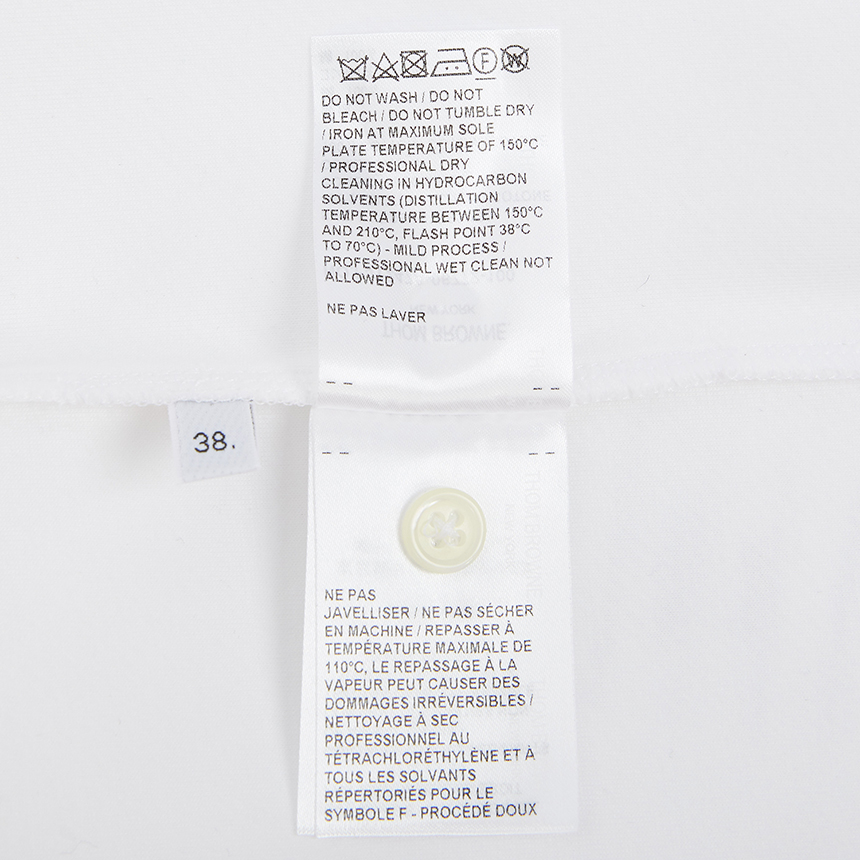 F W
DO NOT WASH / DO NOT
BLEACH / DO NOT TUMBLE DRY
/ IRON AT MAXIMUM SOLE
PLATE TEMPERATURE OF 150°C
/ PROFESSIONAL DRY
CLEANING IN HYDROCARBON
SOLVENTS (DISTILLATION
TEMPERATURE BETWEEN 150°C
AND 210°C, FLASH POINT 38°C
TO 70°C) - MILD PROCESS /
PROFESSIONAL WET CLEAN NOT
ALLOWED
NE PAS LAVER
THOM BROWNE
38.
NE PAS
JAVELLISER / NE PAS SÉCHER
EN MACHINE / REPASSER À
TEMPÉRATURE MAXIMALE DE
110°C, LE REPASSAGE À LA
VAPEUR PEUT CAUSER DES
DOMMAGES IRRÉVERSIBLES /
NETTOYAGE À SEC
PROFESSIONNEL AU
TÉTRACHLORÉTHYLÈNE ET À
TOUS LES SOLVANTS
RÉPERTORIÉS POUR LE
SYMBOLE F - PROCÉDÉ DOUX